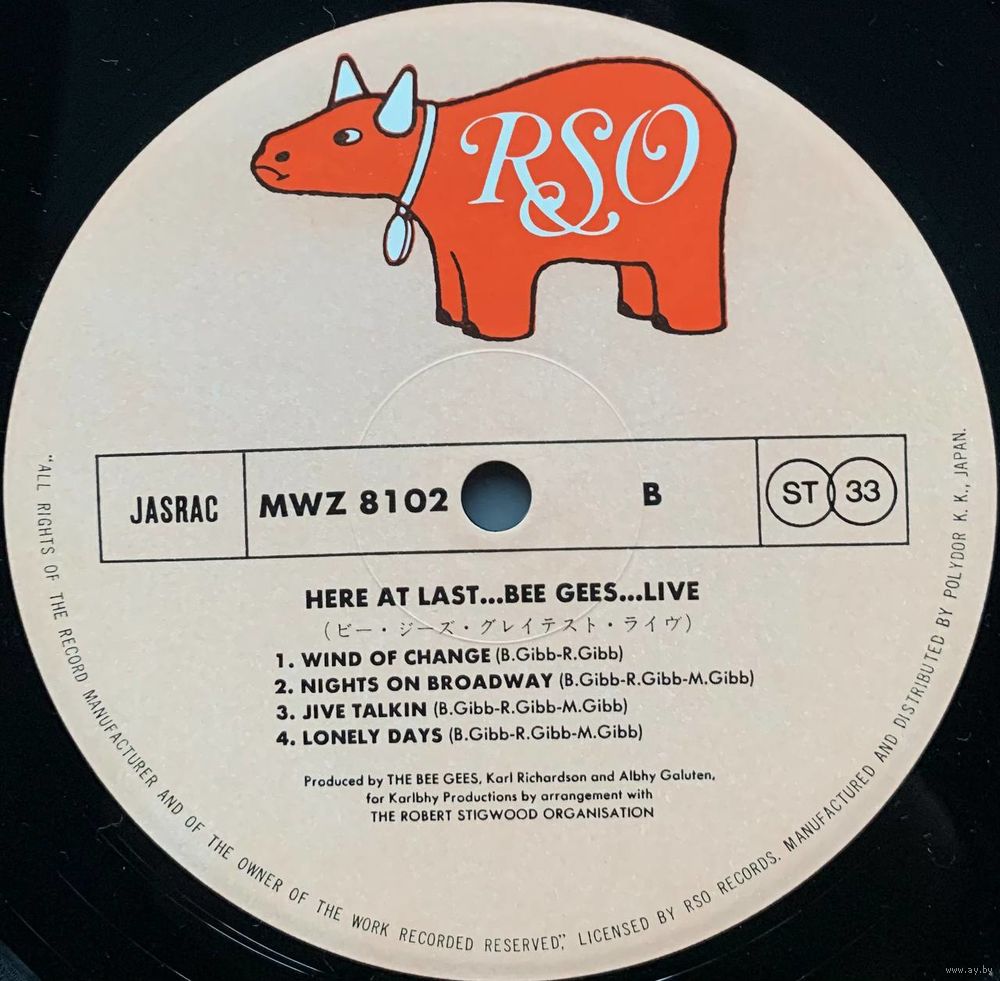 RSO
JASRAC
MWZ 8102
B
ST 33
HERE AT LAST...BEE GEES...LIVE
(ビー・ジーズ・グレイテスト・ライヴ)
1. WIND OF CHANGE (B.Gibb-R.Gibb)
2. NIGHTS ON BROADWAY (B.Gibb-R.Gibb-M.Gibb)
3. JIVE TALKIN (B.Gibb-R.Gibb-M.Gibb)
4. LONELY DAYS (B.Gibb-R.Gibb-M.Gibb)
Produced by THE BEE GEES, Karl Richardson and Albhy Galuten,
for Karlbhy Productions by arrangement with
THE ROBERT STIGWOOD ORGANISATION
"ALL RIGHTS OF THE RECORD MANUFACTURER AND OF THE OWNER OF THE WORK RECORDED RESERVED", LICENSED BY RSO RECORDS. MANUFACTURED AND DISTRIBUTED BY POLYDOR K. K., JAPAN.
www.ay.by